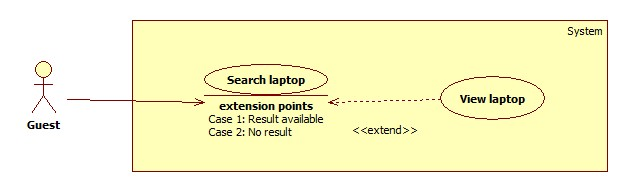 System
Search laptop
extension points
Case 1: Result available
Case 2: No result
View laptop
<<extend>>
Guest